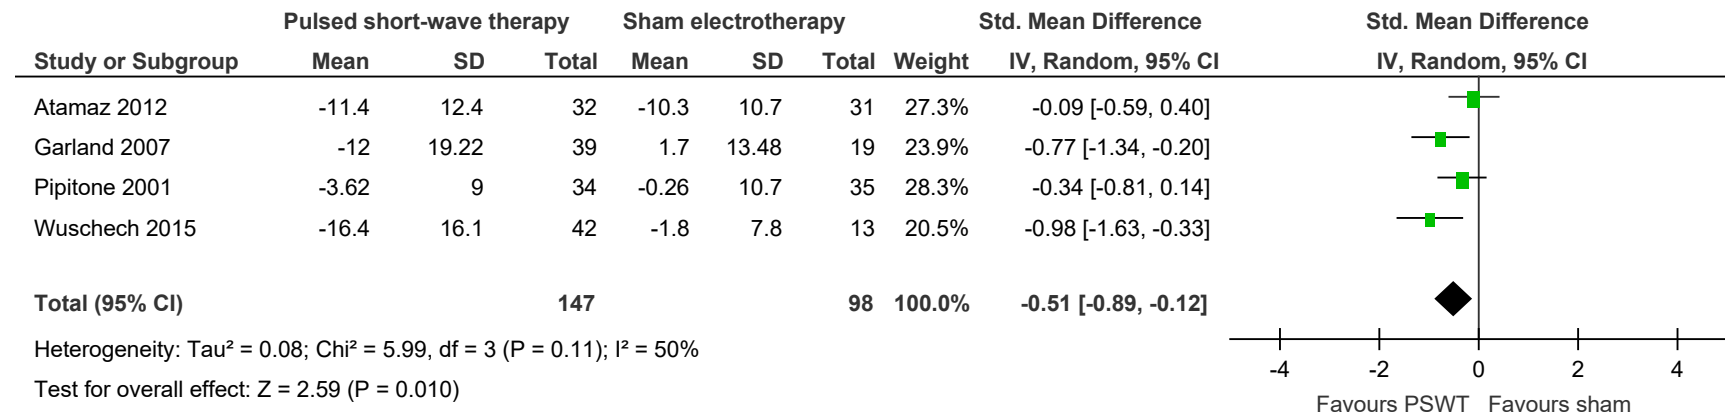 Pulsed short-wave therapy Sham electrotherapy Std. Mean Difference Std. Mean Difference
Study or Subgroup Mean SD Total Mean SD Total Weight IV, Random, 95% CI IV, Random, 95% CI
Atamaz 2012 -11.4 12.4 32 -10.3 10.7 31 27.3% -0.09 [-0.59, 0.40]
Garland 2007 -12 19.22 39 1.7 13.48 19 23.9% -0.77 [-1.34, -0.20]
Pipitone 2001 -3.62 9 34 -0.26 10.7 35 28.3% -0.34 [-0.81, 0.14]
Wuschech 2015 -16.4 16.1 42 -1.8 7.8 13 20.5% -0.98 [-1.63, -0.33]
Total (95% CI) 147 98 100.0% -0.51 [-0.89, -0.12]
Heterogeneity: Tau² = 0.08; Chi² = 5.99, df = 3 (P = 0.11); I² = 50%
Test for overall effect: Z = 2.59 (P = 0.010)
-4 -2 0 2 4
Favours PSWT Favours sham